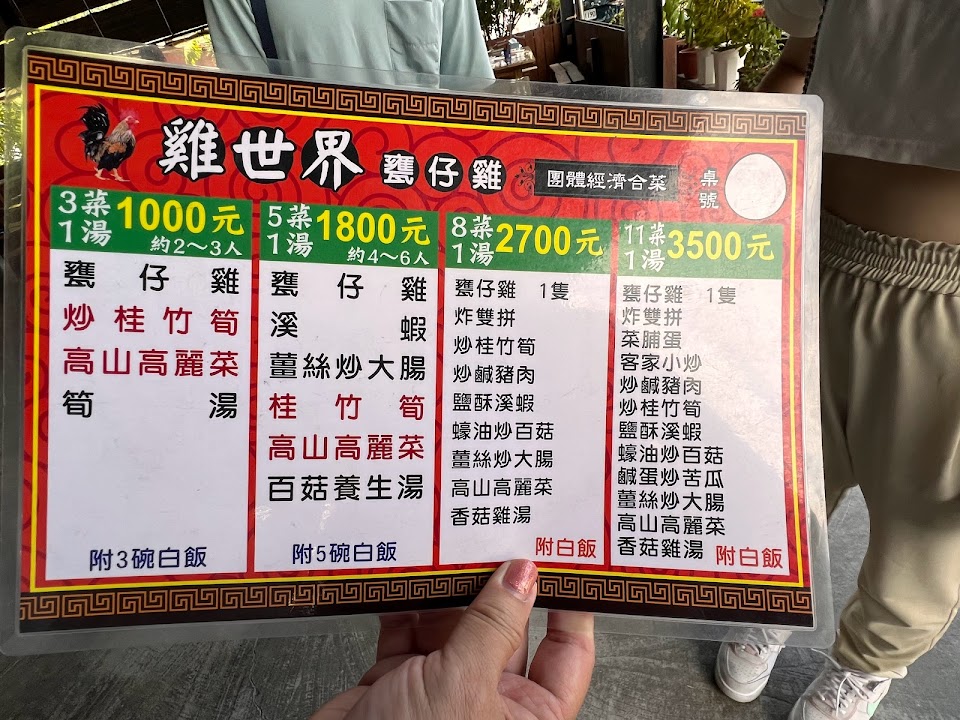 雞世界 甕仔雞 團體經濟合菜 桌號
3菜1湯 1000元
約2～3人
甕仔雞
炒桂竹筍
高山高麗菜
筍湯
附3碗白飯
5菜1湯 1800元
約4～6人
甕仔雞
溪蝦
薑絲炒大腸
桂竹筍
高山高麗菜
百菇養生湯
附5碗白飯
8菜1湯 2700元
甕仔雞 1隻
炸雙拼
炒桂竹筍
炒鹹豬肉
鹽酥溪蝦
蠔油炒百菇
薑絲炒大腸
高山高麗菜
香菇雞湯
附白飯
11菜1湯 3500元
甕仔雞 1隻
炸雙拼
菜脯蛋
客家小炒
炒鹹豬肉
炒桂竹筍
鹽酥溪蝦
蠔油炒百菇
鹹蛋炒苦瓜
薑絲炒大腸
高山高麗菜
香菇雞湯
附白飯